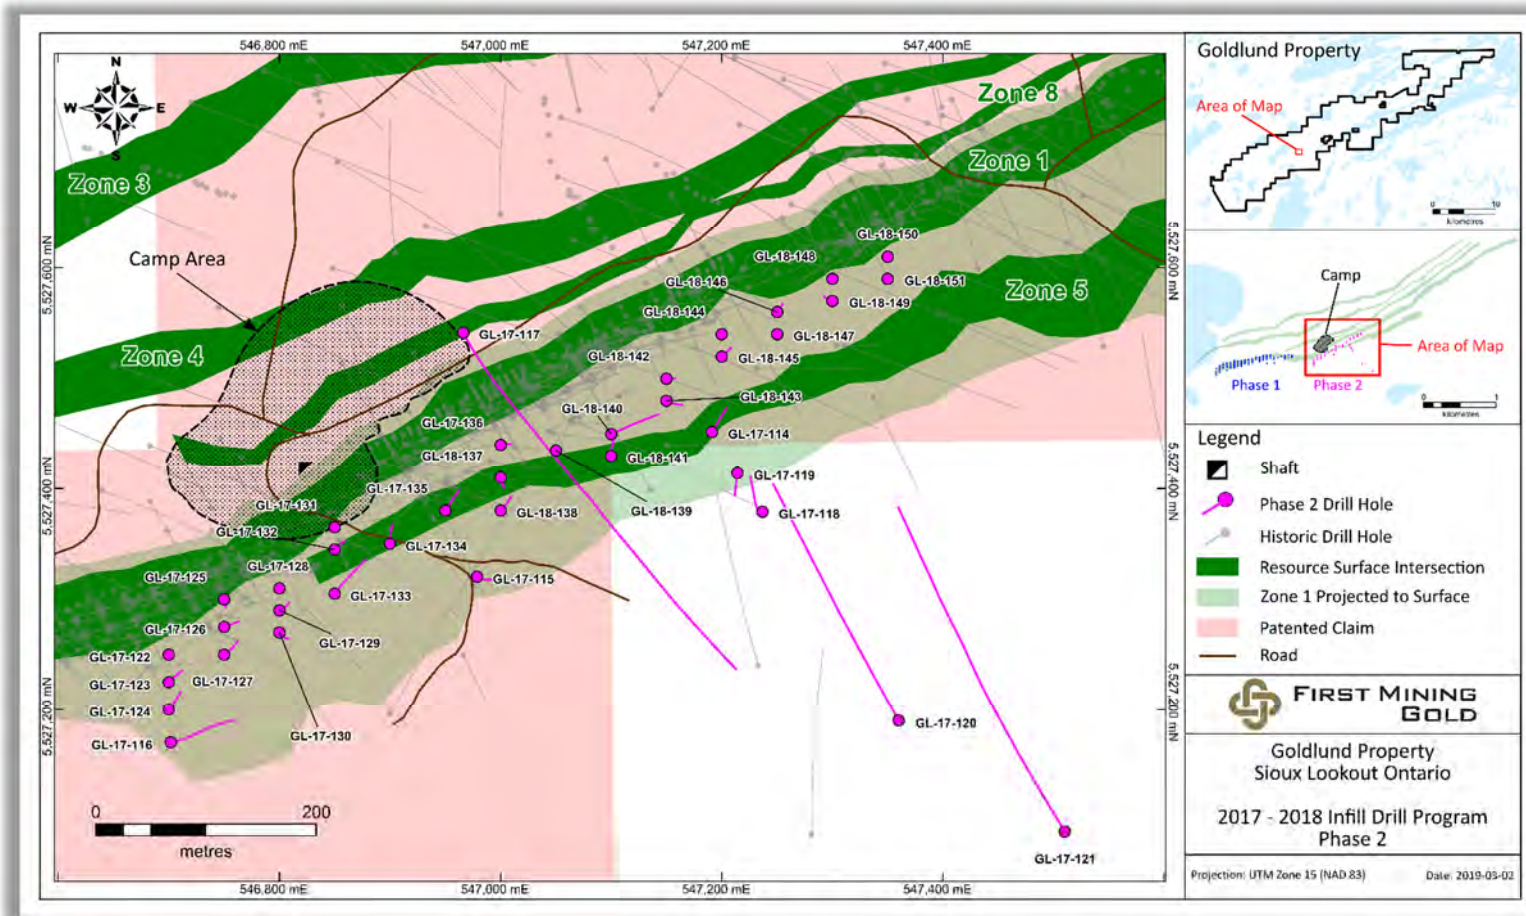 546,800 mE
547,000 mE
547,200 mE
547,400 mE
N
W
E
S
Zone 8
Zone 1
Zone 3
Zone 5
Zone 4
Camp Area
5,527,600 mN
5,527,400 mN
5,527,200 mN
GL-18-150
GL-18-148
GL-18-151
GL-18-146
GL-18-149
GL-18-144
GL-17-117
GL-18-147
GL-18-142
GL-18-145
GL-18-143
GL-18-140
GL-17-136
GL-17-114
GL-18-137
GL-18-141
GL-17-119
GL-17-135
GL-17-131
GL-18-138
GL-18-139
GL-17-118
GL-17-132
GL-17-134
GL-17-128
GL-17-125
GL-17-115
GL-17-133
GL-17-126
GL-17-129
GL-17-122
GL-17-123
GL-17-127
GL-17-124
GL-17-116
GL-17-130
GL-17-120
GL-17-121
0
200
metres
546,800 mE
547,000 mE
547,200 mE
547,400 mE
5,527,600 mN
5,527,400 mN
5,527,200 mN
Goldlund Property
Area of Map
0
10
kilometres
Camp
Area of Map
Phase 1
Phase 2
0
1
kilometres
Legend
Shaft
Phase 2 Drill Hole
Historic Drill Hole
Resource Surface Intersection
Zone 1 Projected to Surface
Patented Claim
Road
FIRST MINING
GOLD
Goldlund Property
Sioux Lookout Ontario
2017 - 2018 Infill Drill Program
Phase 2
Projection: UTM Zone 15 (NAD 83)
Date: 2019-03-02